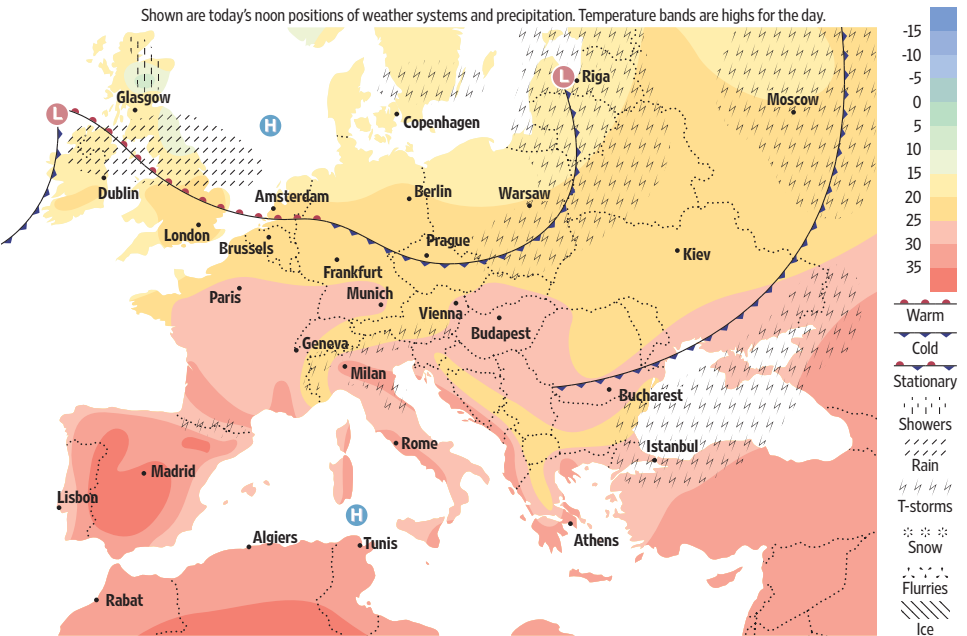 Shown are today's noon positions of weather systems and precipitation. Temperature bands are highs for the day.
-15
-10
-5
0
5
10
15
20
25
30
35
Warm
Cold
Stationary
Showers
Rain
T-storms
Snow
Flurries
Ice
L
Glasgow
H
Dublin
London
Amsterdam
Brussels
Copenhagen
L
Riga
Moscow
Berlin
Warsaw
Prague
Kiev
Frankfurt
Paris
Munich
Vienna
Budapest
Geneva
Milan
Bucharest
Istanbul
Rome
Madrid
Lisbon
H
Algiers
Tunis
Athens
Rabat